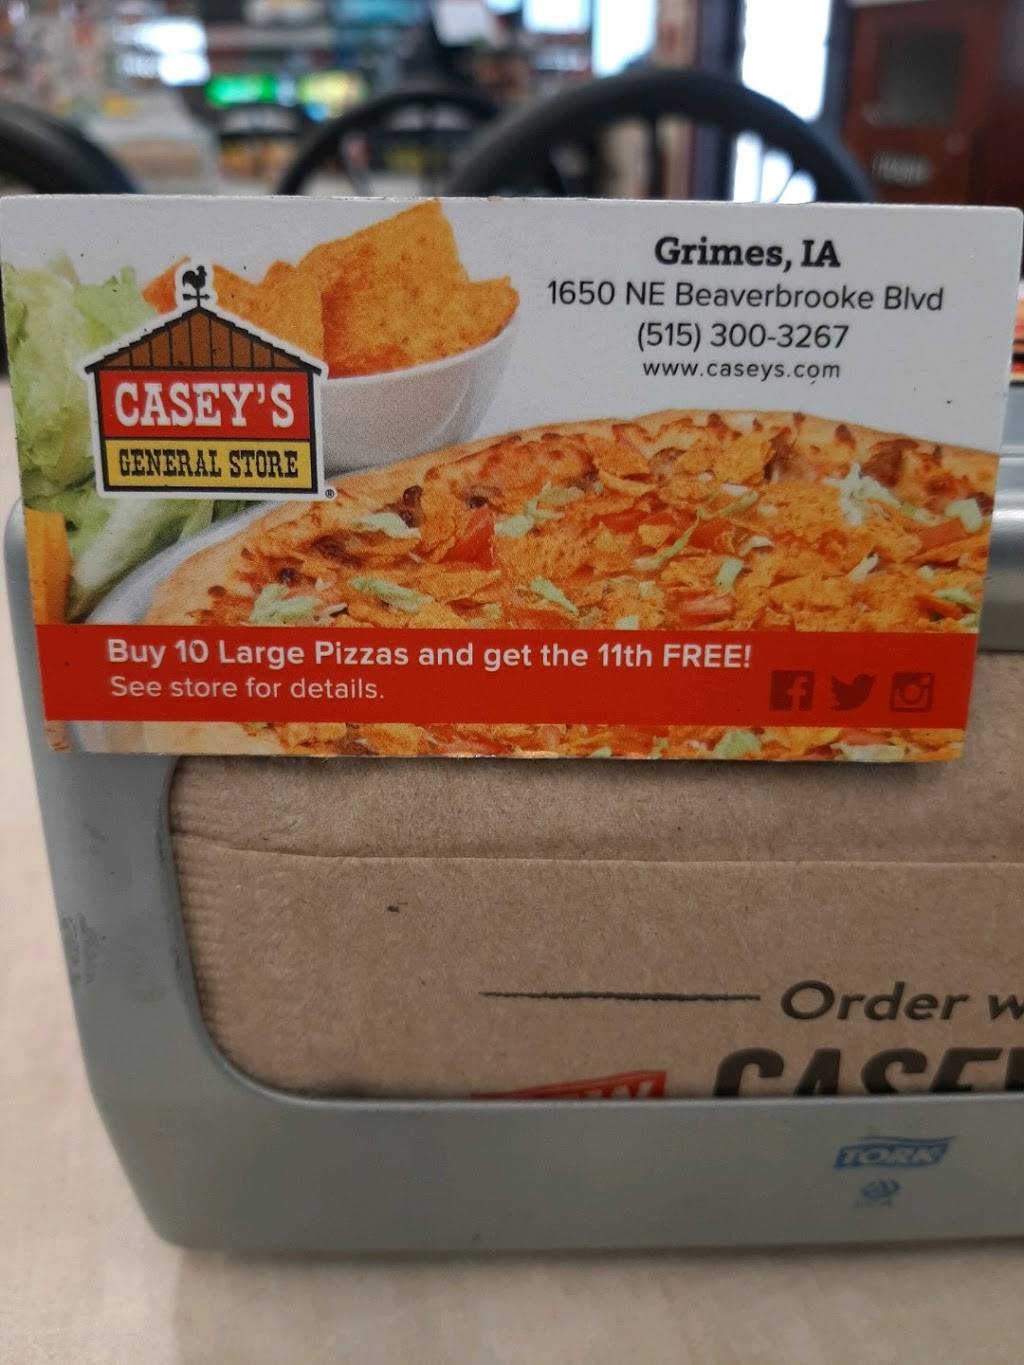 Grimes, IA
1650 NE Beaverbrooke Blvd
(515) 300-3267
www.caseys.com
CASEY'S
GENERAL STORE
®
Buy 10 Large Pizzas and get the 11th FREE!
See store for details.
Order w
CASEY
TORK